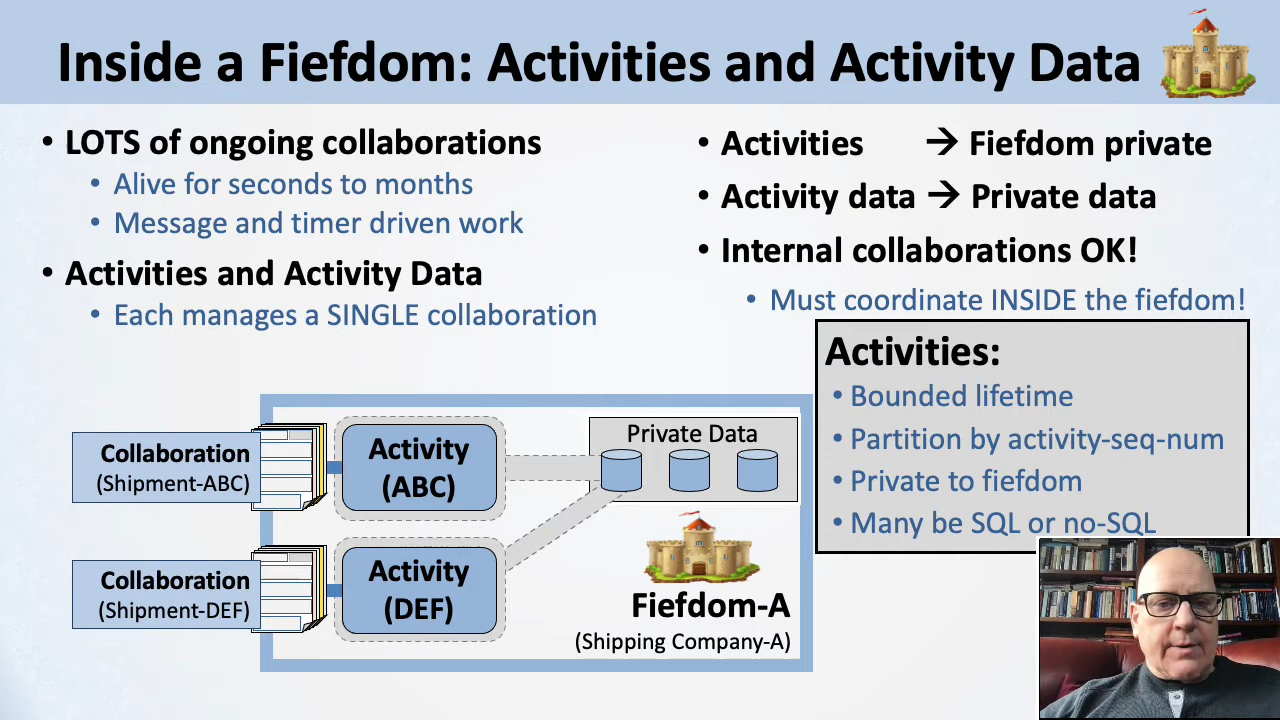 Inside a Fiefdom: Activities and Activity Data
• LOTS of ongoing collaborations
• Alive for seconds to months
• Message and timer driven work
• Activities and Activity Data
• Each manages a SINGLE collaboration
• Activities → Fiefdom private
• Activity data → Private data
• Internal collaborations OK!
• Must coordinate INSIDE the fiefdom!
Activities:
• Bounded lifetime
• Partition by activity-seq-num
• Private to fiefdom
• Many be SQL or no-SQL
Collaboration
(Shipment-ABC)
Activity
(ABC)
Private Data
Collaboration
(Shipment-DEF)
Activity
(DEF)
Fiefdom-A
(Shipping Company-A)